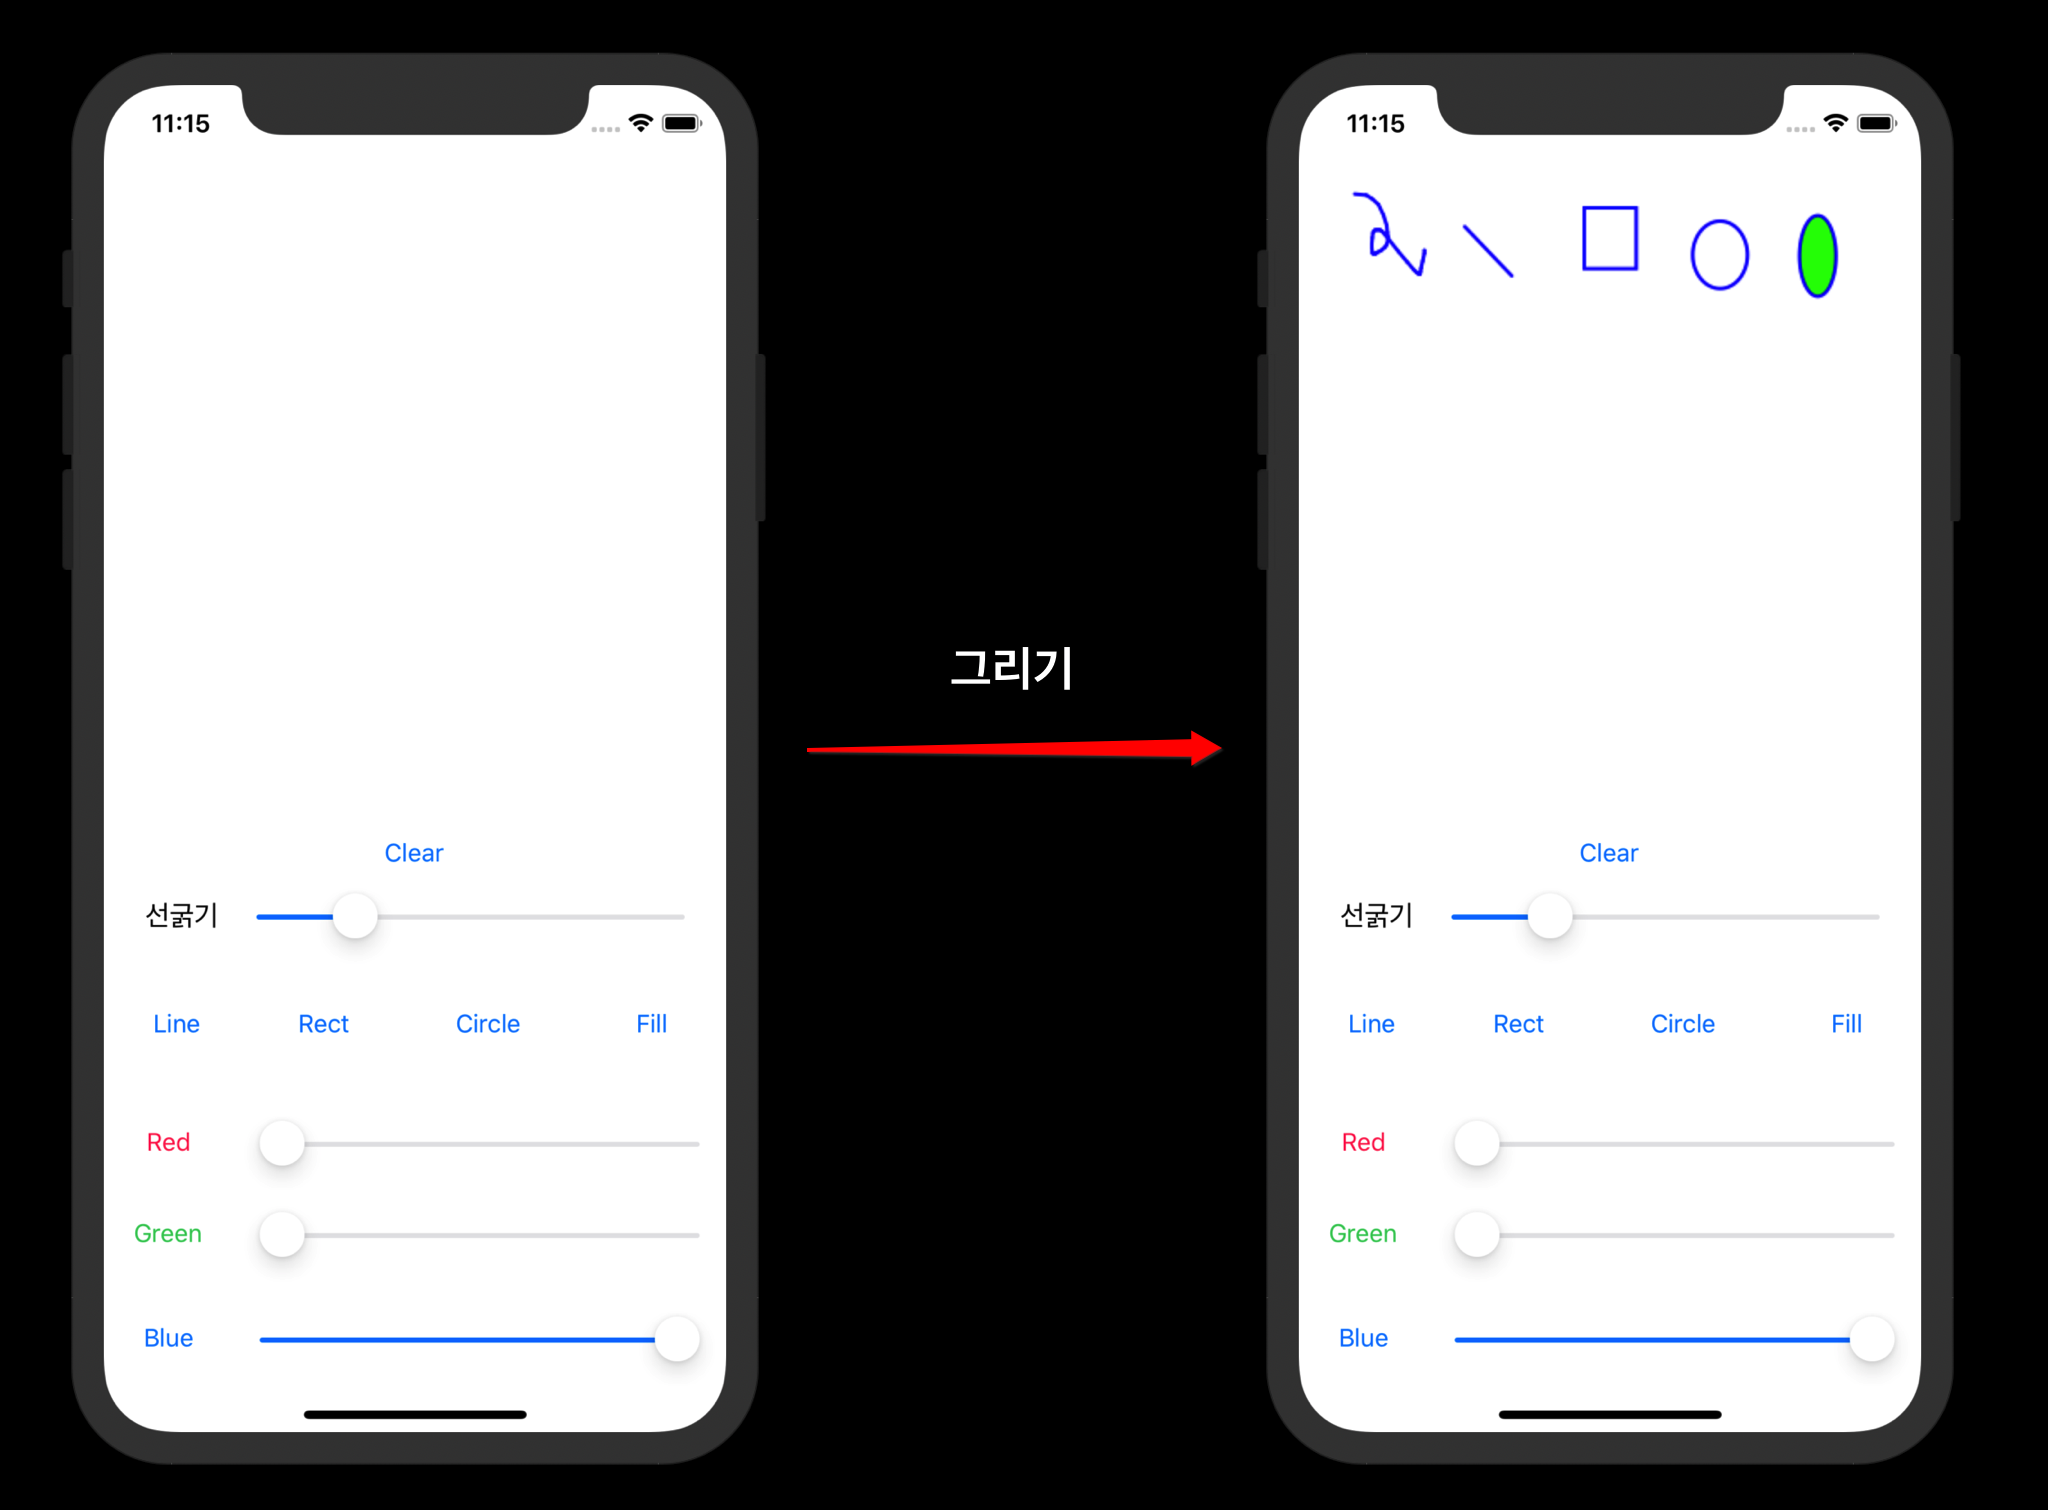 11:15
Clear
선굵기
Line Rect Circle Fill
Red
Green
Blue
그리기
11:15
Clear
선굵기
Line Rect Circle Fill
Red
Green
Blue